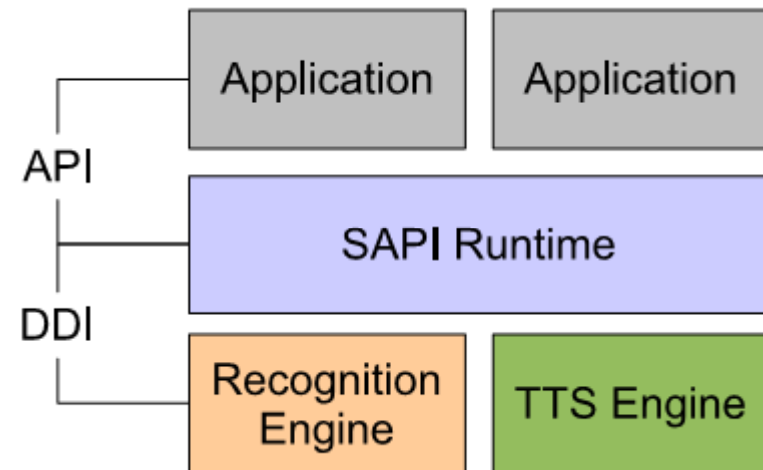 Application
Application
API
SAPI Runtime
DDI
Recognition
Engine
TTS Engine